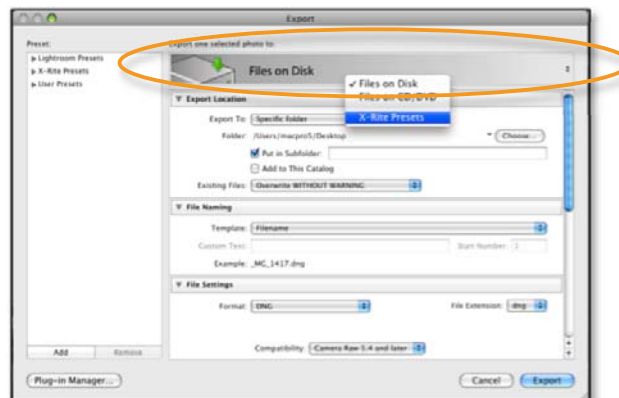 Export
Preset:
Export one selected photo to:
Lightroom Presets
X-Rite Presets
User Presets
Files on Disk
✓ Files on Disk
Files on CD/DVD
X-Rite Presets
Export Location
Export To: Specific folder
Folder: /Users/macpro5/Desktop
Choose...
Put in Subfolder:
Add to This Catalog
Existing Files: Overwrite WITHOUT WARNING
File Naming
Template: Filename
Custom Text: Start Number: 1
Example: _MG_1417.dng
File Settings
Format: DNG File Extension: dng
Compatibility: Camera Raw 5.4 and later
Add Remove
Plug-in Manager... Cancel Export